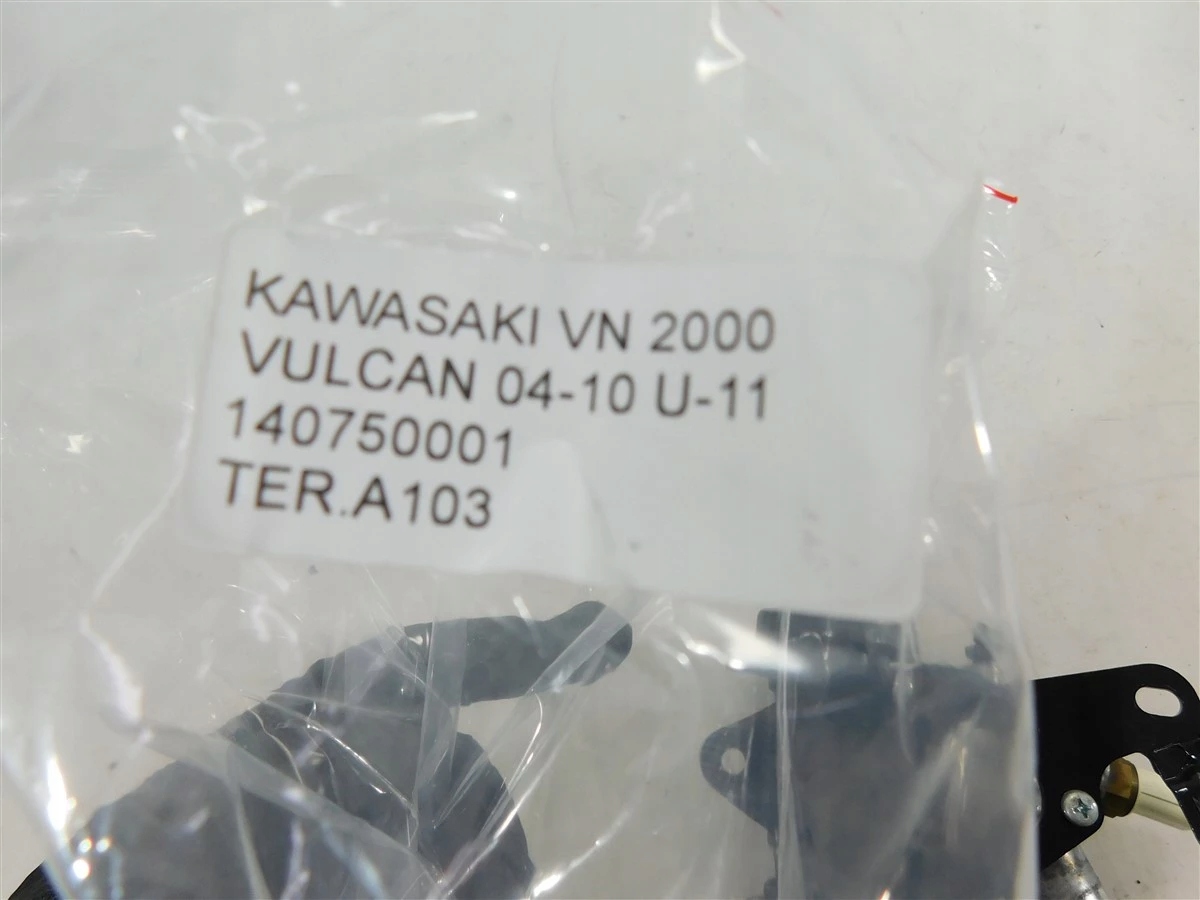 KAWASAKI VN 2000
VULCAN 04-10 U-11
140750001
TER.A103